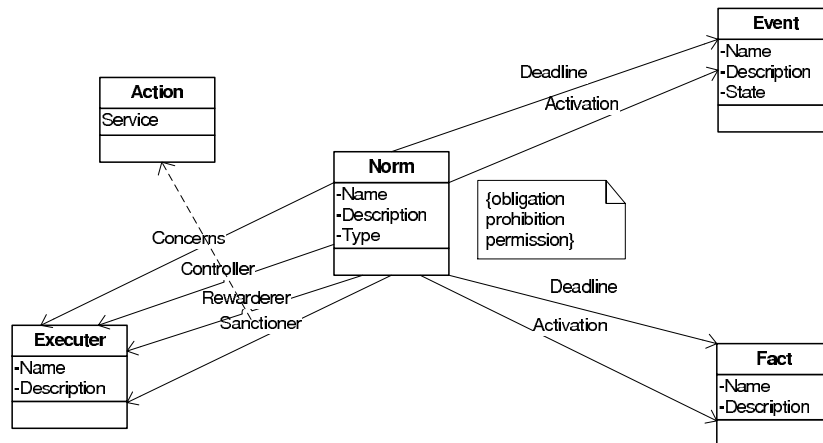 Event
-Name
-Description
-State
Deadline
Activation
Action
Service
Norm
-Name
-Description
-Type
{obligation
prohibition
permission}
Concerns
Controller
Rewarderer
Sanctioner
Deadline
Activation
Executer
-Name
-Description
Fact
-Name
-Description